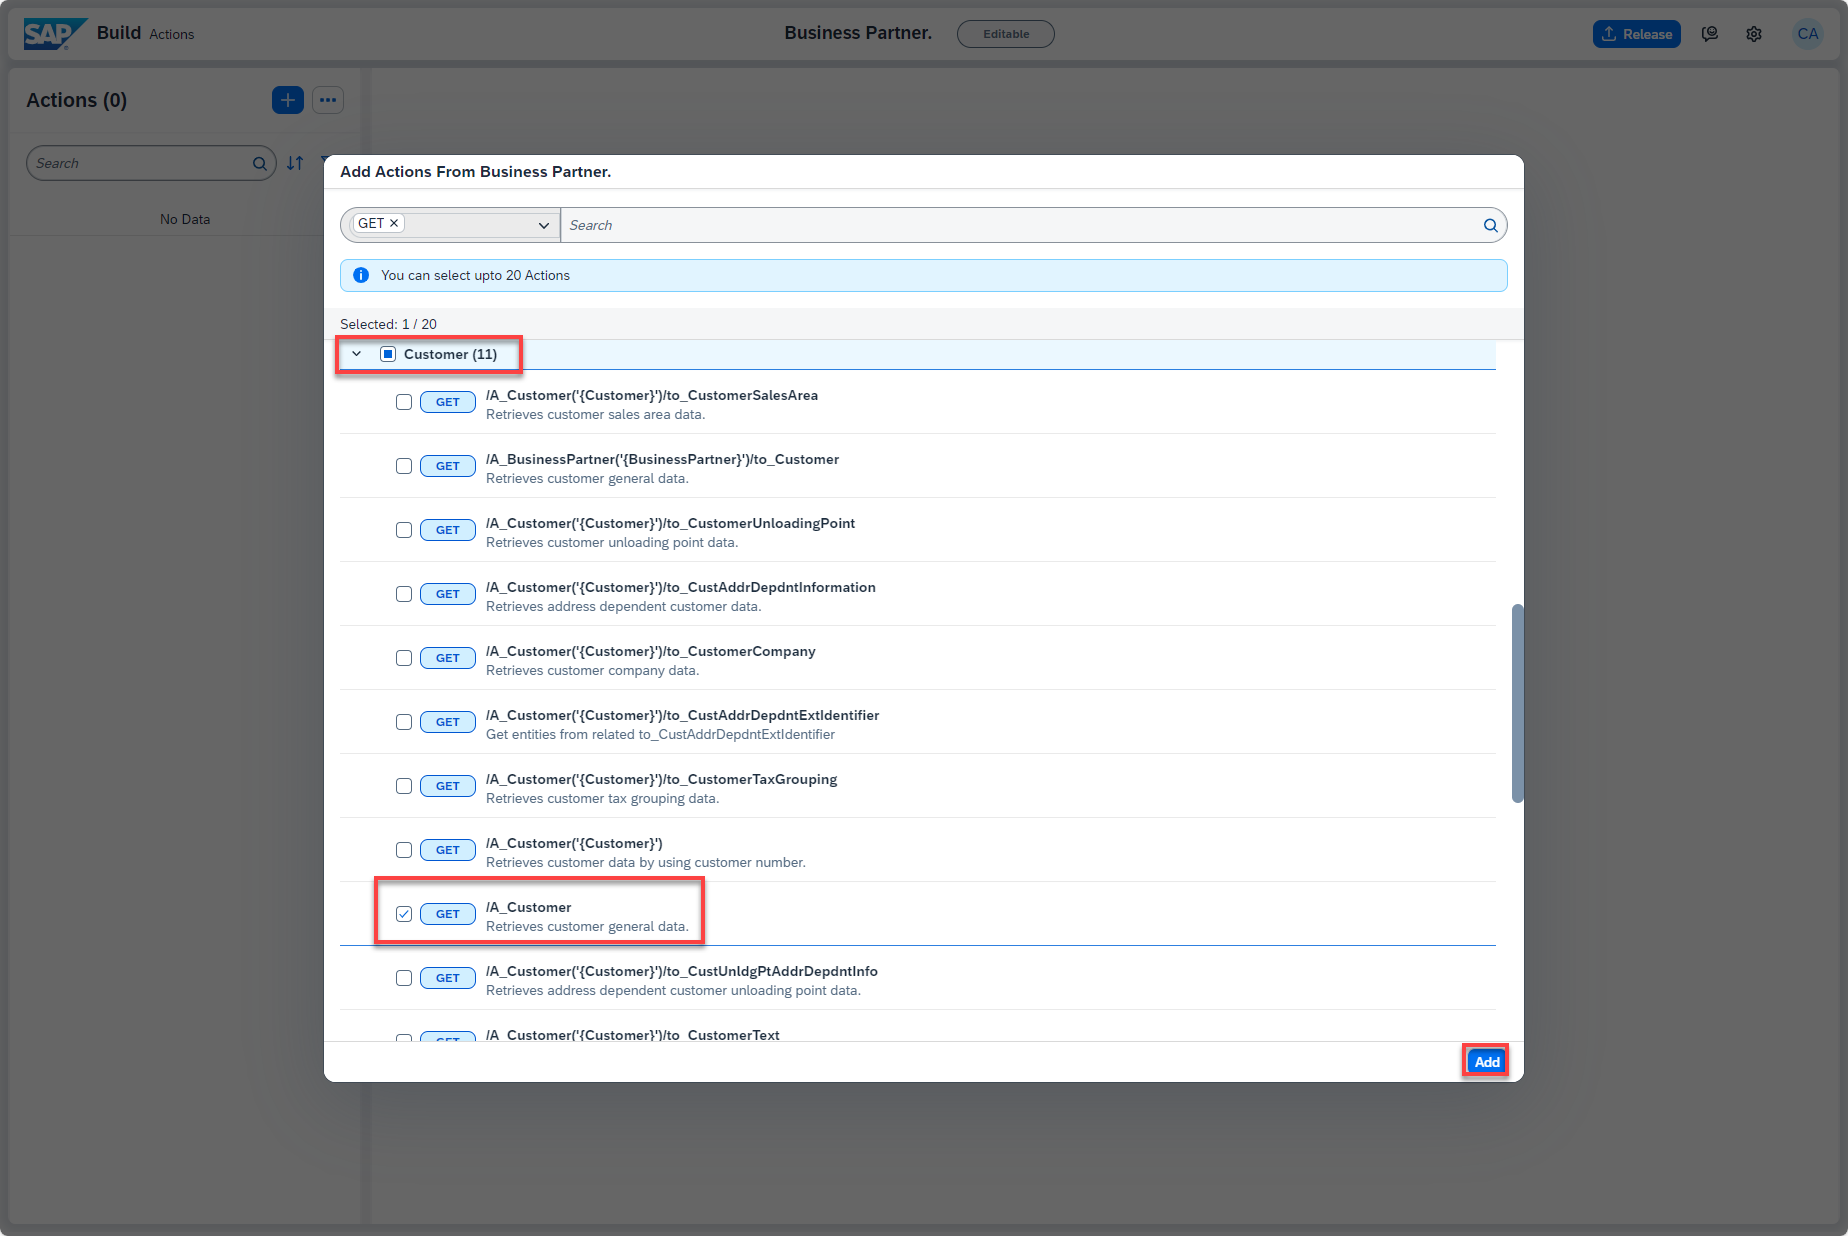 SAP Build Actions
Business Partner.
Editable
Release
CA
Actions (0)
Search
No Data
Add Actions From Business Partner.
GET
Search
You can select upto 20 Actions
Selected: 1 / 20
Customer (11)
GET /A_Customer('{Customer}')/to_CustomerSalesArea
Retrieves customer sales area data.
GET /A_BusinessPartner('{BusinessPartner}')/to_Customer
Retrieves customer general data.
GET /A_Customer('{Customer}')/to_CustomerUnloadingPoint
Retrieves customer unloading point data.
GET /A_Customer('{Customer}')/to_CustAddrDepdntInformation
Retrieves address dependent customer data.
GET /A_Customer('{Customer}')/to_CustomerCompany
Retrieves customer company data.
GET /A_Customer('{Customer}')/to_CustAddrDepdntExtIdentifier
Get entities from related to_CustAddrDepdntExtIdentifier
GET /A_Customer('{Customer}')/to_CustomerTaxGrouping
Retrieves customer tax grouping data.
GET /A_Customer('{Customer}')
Retrieves customer data by using customer number.
GET /A_Customer
Retrieves customer general data.
GET /A_Customer('{Customer}')/to_CustUnldgPtAddrDepdntInfo
Retrieves address dependent customer unloading point data.
GET /A_Customer('{Customer}')/to_CustomerText
Add